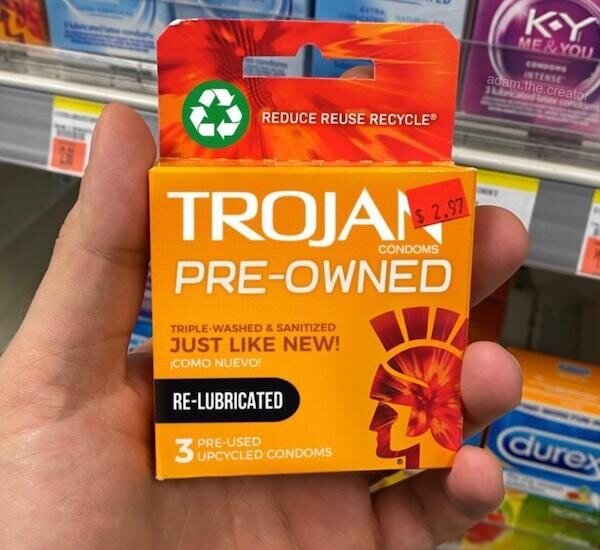 K-Y
ME & YOU
CONDOMS
INTENSE
adam.the.creator
REDUCE REUSE RECYCLE®
TROJAN
$ 2.97
CONDOMS
PRE-OWNED
TRIPLE-WASHED & SANITIZED
JUST LIKE NEW!
¡COMO NUEVO!
RE-LUBRICATED
3 PRE-USED
UPCYCLED CONDOMS
durex